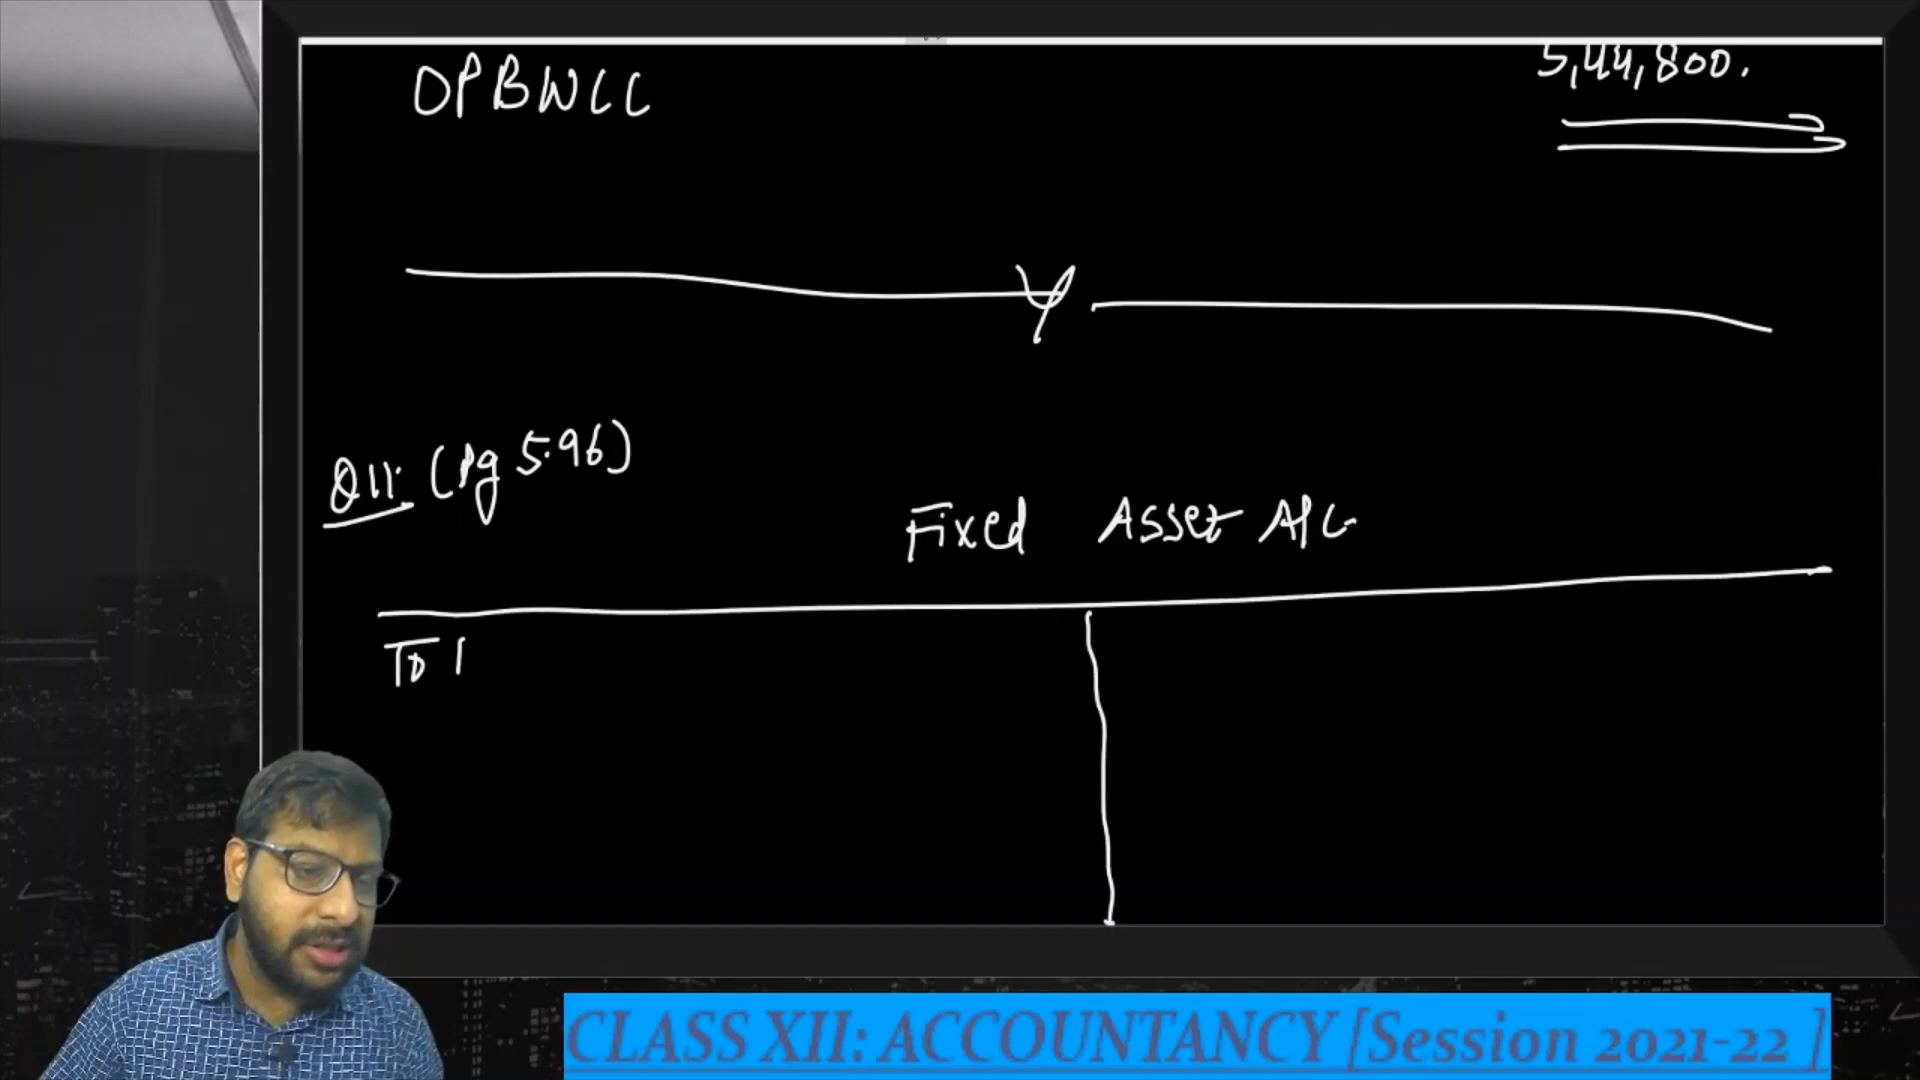 5,44,800.
OPBWCC
Q11. (Pg 5.96)
Fixed Asset A/C
To
CLASS XII: ACCOUNTANCY [Session 2021-22 ]